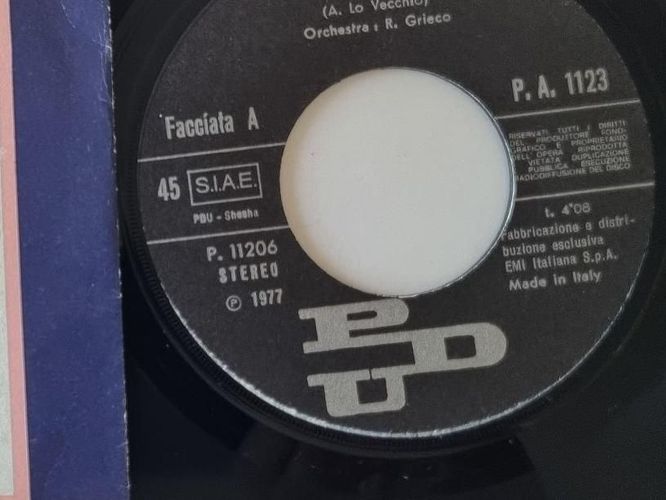 (A. Lo Vecchio)
Orchestra : R. Grieco
P. A. 1123
Facciata A
RISERVATI TUTTI I DIRITTI
DEL PRODUTTORE FONO-
GRAFICO E PROPRIETARIO
DELL'OPERA RIPRODOTTA
VIETATA DUPLICAZIONE
PUBBLICA ESECUZIONE
RADIODIFFUSIONE DEL DISCO
45 S.I.A.E.
PDU - Shesha
t. 4'08
Fabbricazione e distri-
buzione esclusiva
EMI Italiana S.p.A.
Made in Italy
P. 11206
STEREO
℗ 1977
PDU